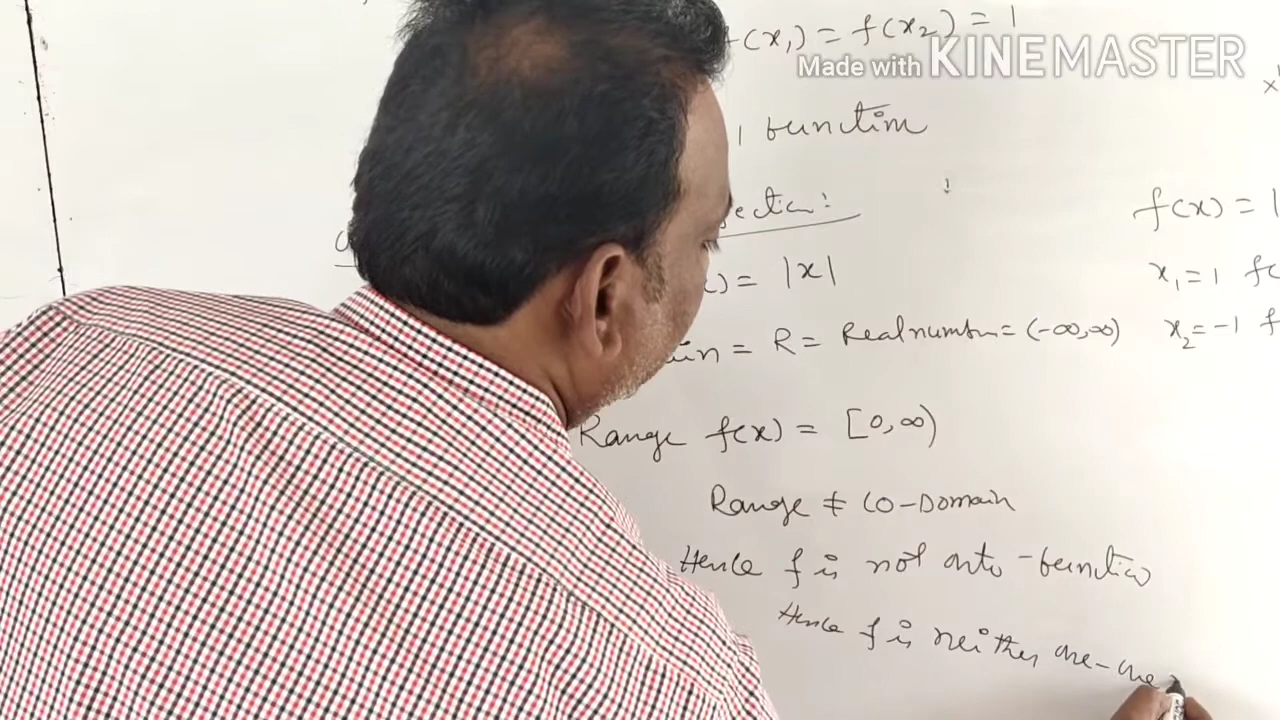 f(x₁) = f(x₂) = 1
Made with KINEMASTER
function
f(x) = |
|x|
x₁ = 1 f(
= R = Real number = (-∞, ∞)
x₂ = -1 f
Range f(x) = [0, ∞)
Range ≠ CO-Domain
Hence f is not onto-function
Hence f is neither one-one